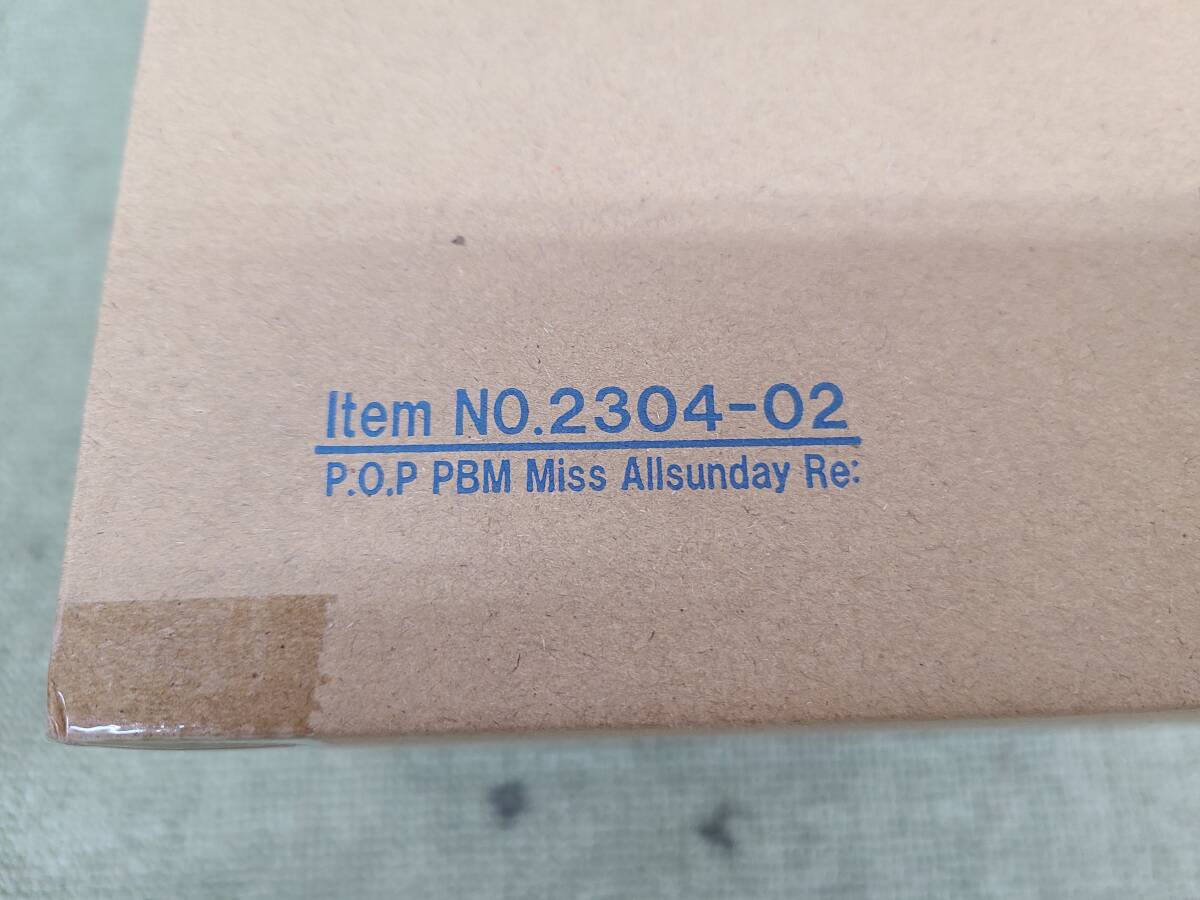 Item NO.2304-02
P.O.P PBM Miss Allsunday Re: